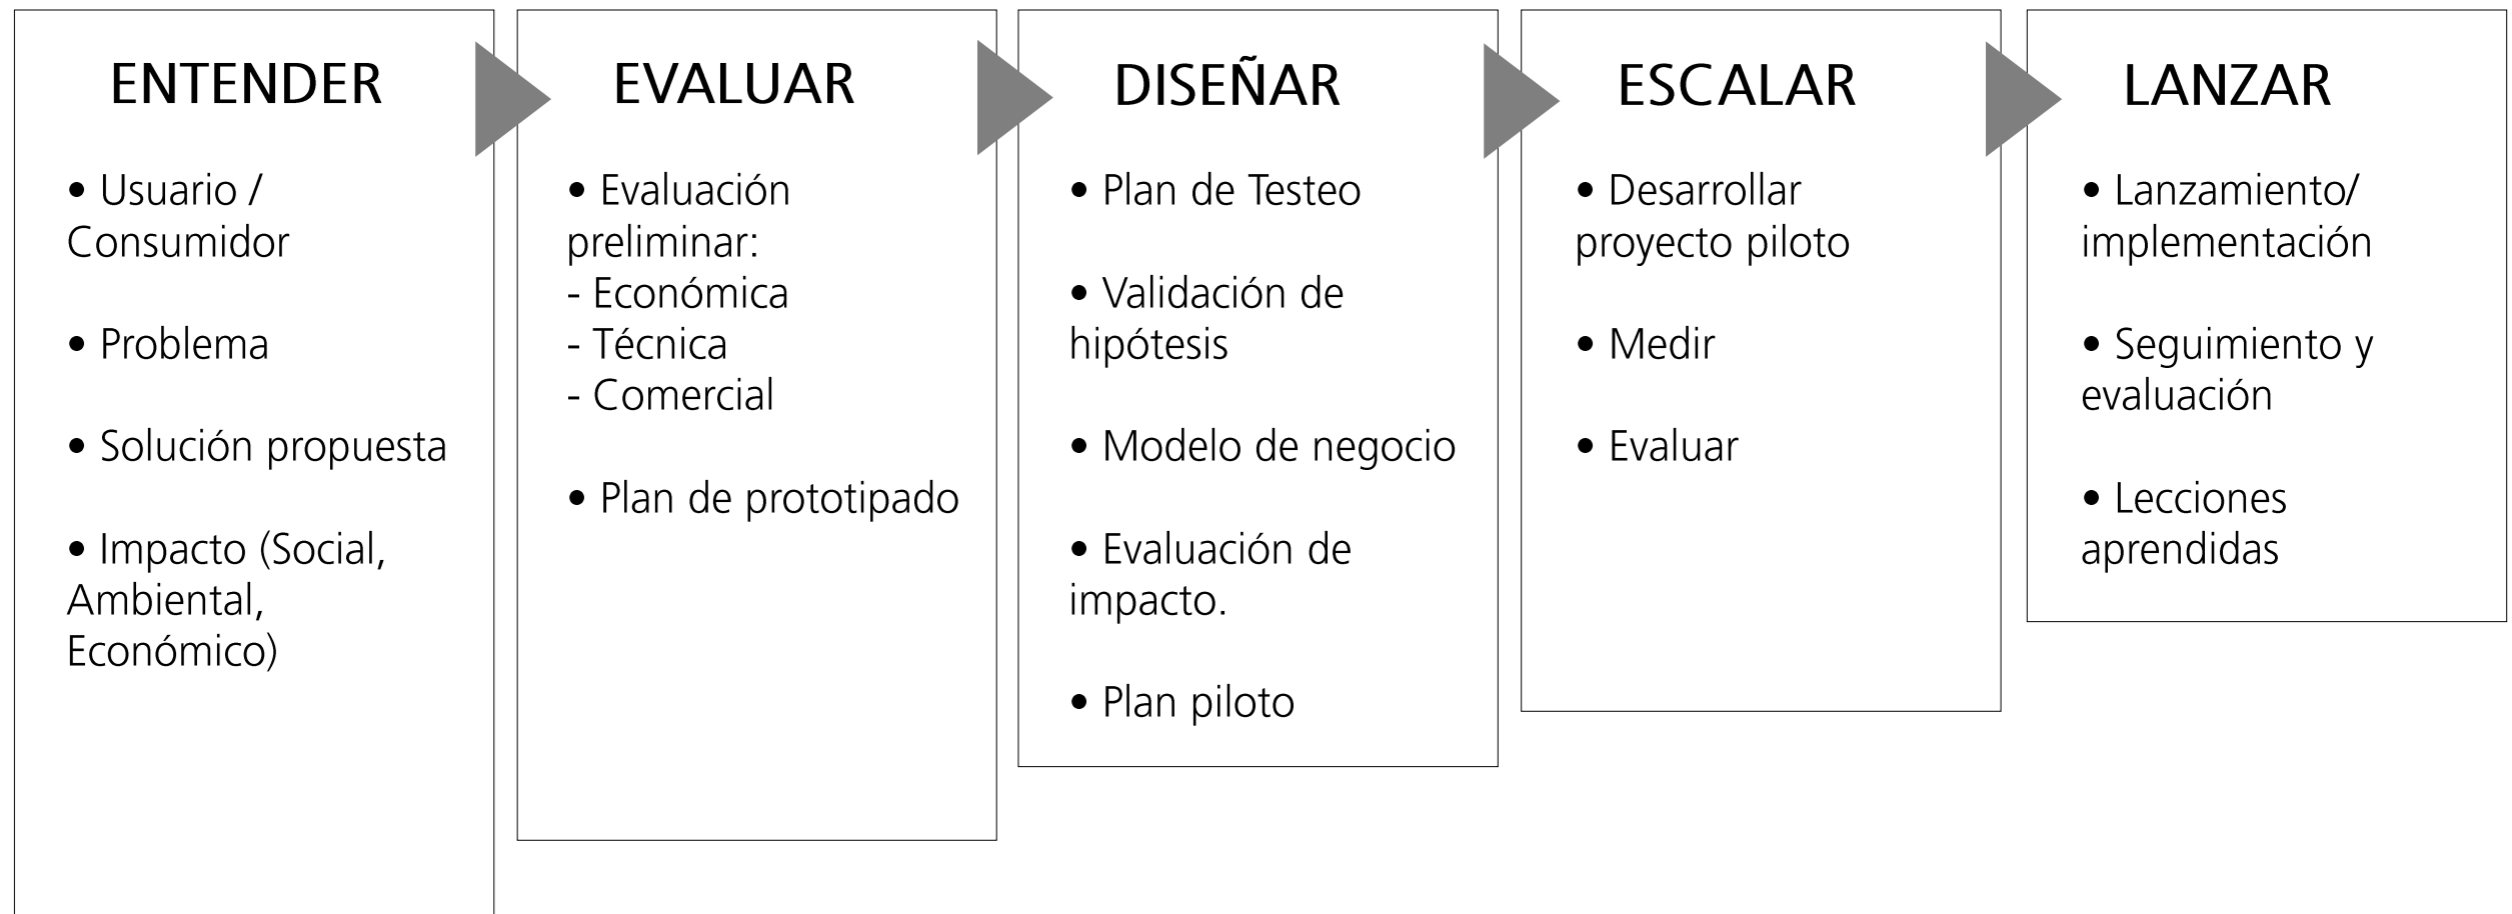 ENTENDER
• Usuario /
Consumidor
• Problema
• Solución propuesta
• Impacto (Social,
Ambiental,
Económico)
EVALUAR
• Evaluación
preliminar:
- Económica
- Técnica
- Comercial
• Plan de prototipado
DISEÑAR
• Plan de Testeo
• Validación de
hipótesis
• Modelo de negocio
• Evaluación de
impacto.
• Plan piloto
ESCALAR
• Desarrollar
proyecto piloto
• Medir
• Evaluar
LANZAR
• Lanzamiento/
implementación
• Seguimiento y
evaluación
• Lecciones
aprendidas